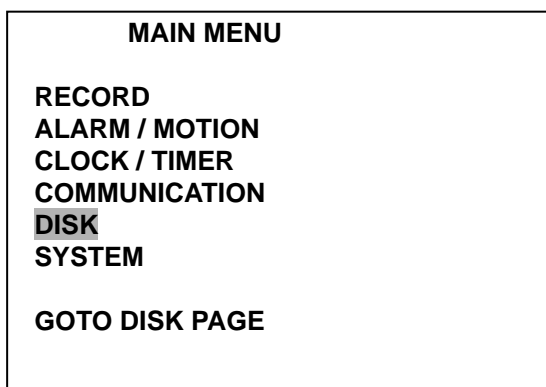 MAIN MENU
RECORD
ALARM / MOTION
CLOCK / TIMER
COMMUNICATION
DISK
SYSTEM
GOTO DISK PAGE